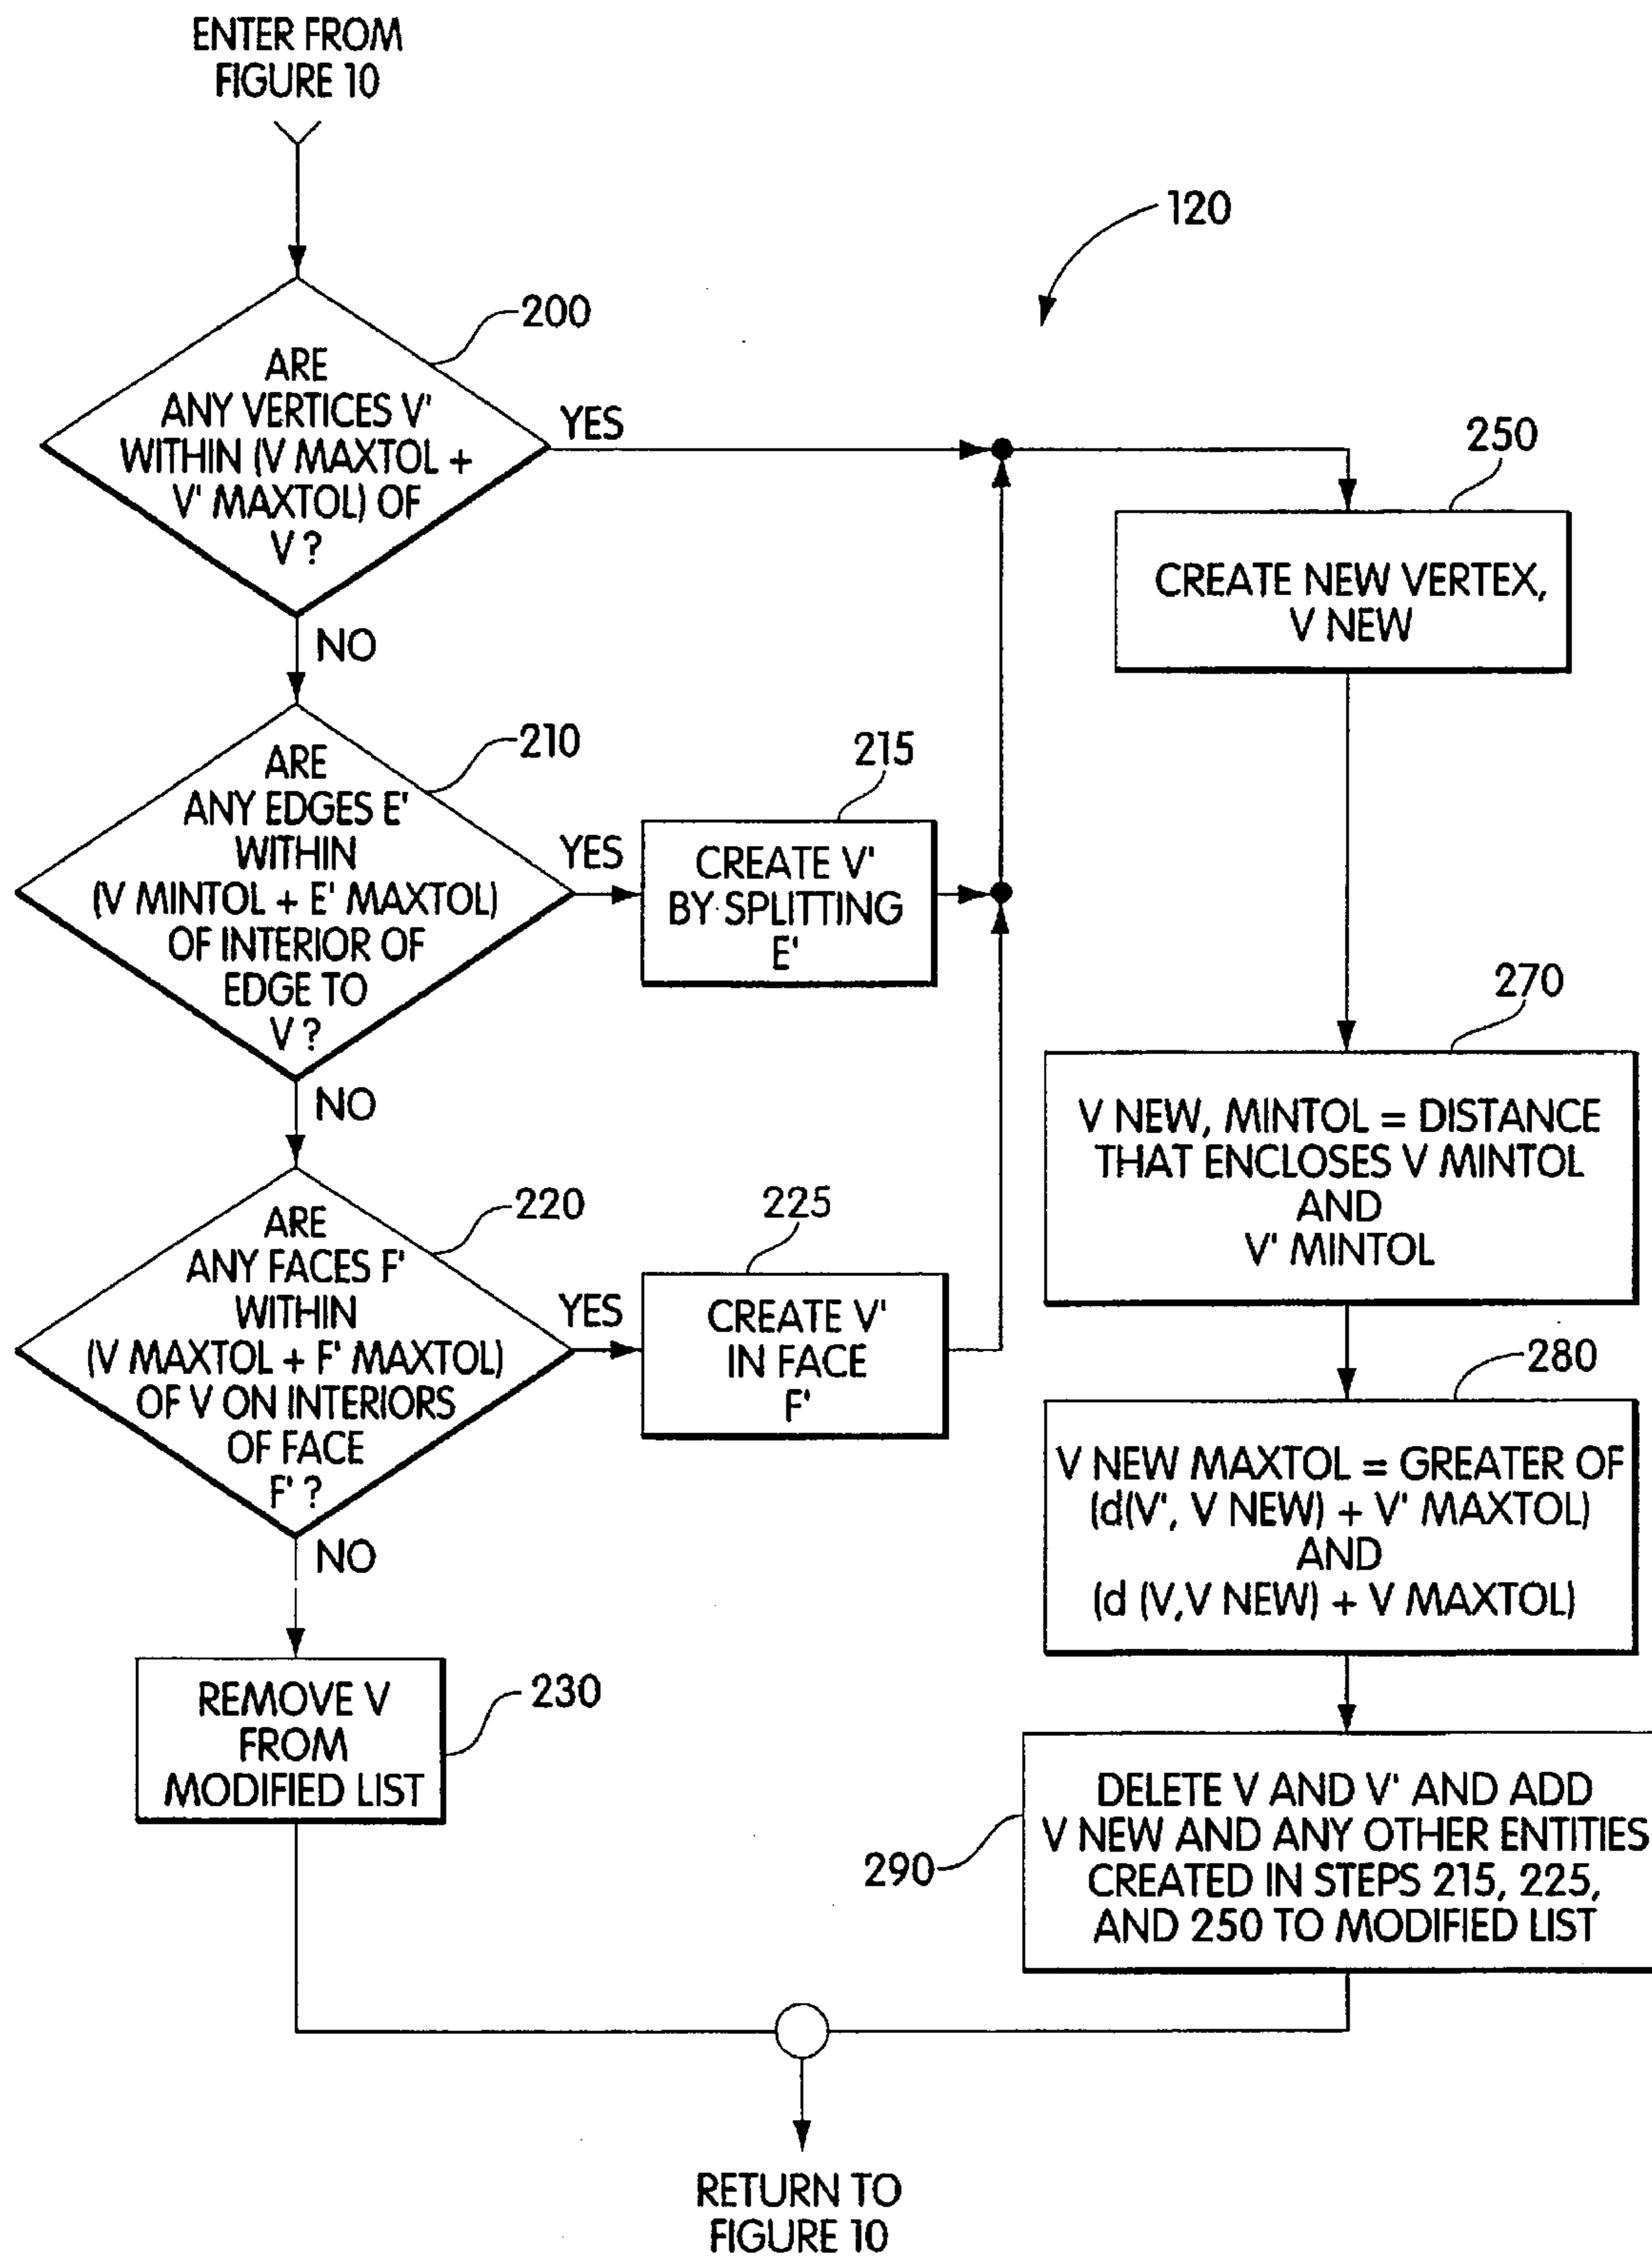 ENTER FROM
FIGURE 10
120
200
ARE
ANY VERTICES V'
WITHIN (V MAXTOL +
V' MAXTOL) OF
V ?
YES
NO
250
CREATE NEW VERTEX,
V NEW
210
ARE
ANY EDGES E'
WITHIN
(V MINTOL + E' MAXTOL)
OF INTERIOR OF
EDGE TO
V ?
YES
NO
215
CREATE V'
BY SPLITTING
E'
270
V NEW, MINTOL = DISTANCE
THAT ENCLOSES V MINTOL
AND
V' MINTOL
220
ARE
ANY FACES F'
WITHIN
(V MAXTOL + F' MAXTOL)
OF V ON INTERIORS
OF FACE
F' ?
YES
NO
225
CREATE V'
IN FACE
F'
280
V NEW MAXTOL = GREATER OF
(d(V', V NEW) + V' MAXTOL)
AND
(d (V,V NEW) + V MAXTOL)
230
REMOVE V
FROM
MODIFIED LIST
290
DELETE V AND V' AND ADD
V NEW AND ANY OTHER ENTITIES
CREATED IN STEPS 215, 225,
AND 250 TO MODIFIED LIST
RETURN TO
FIGURE 10